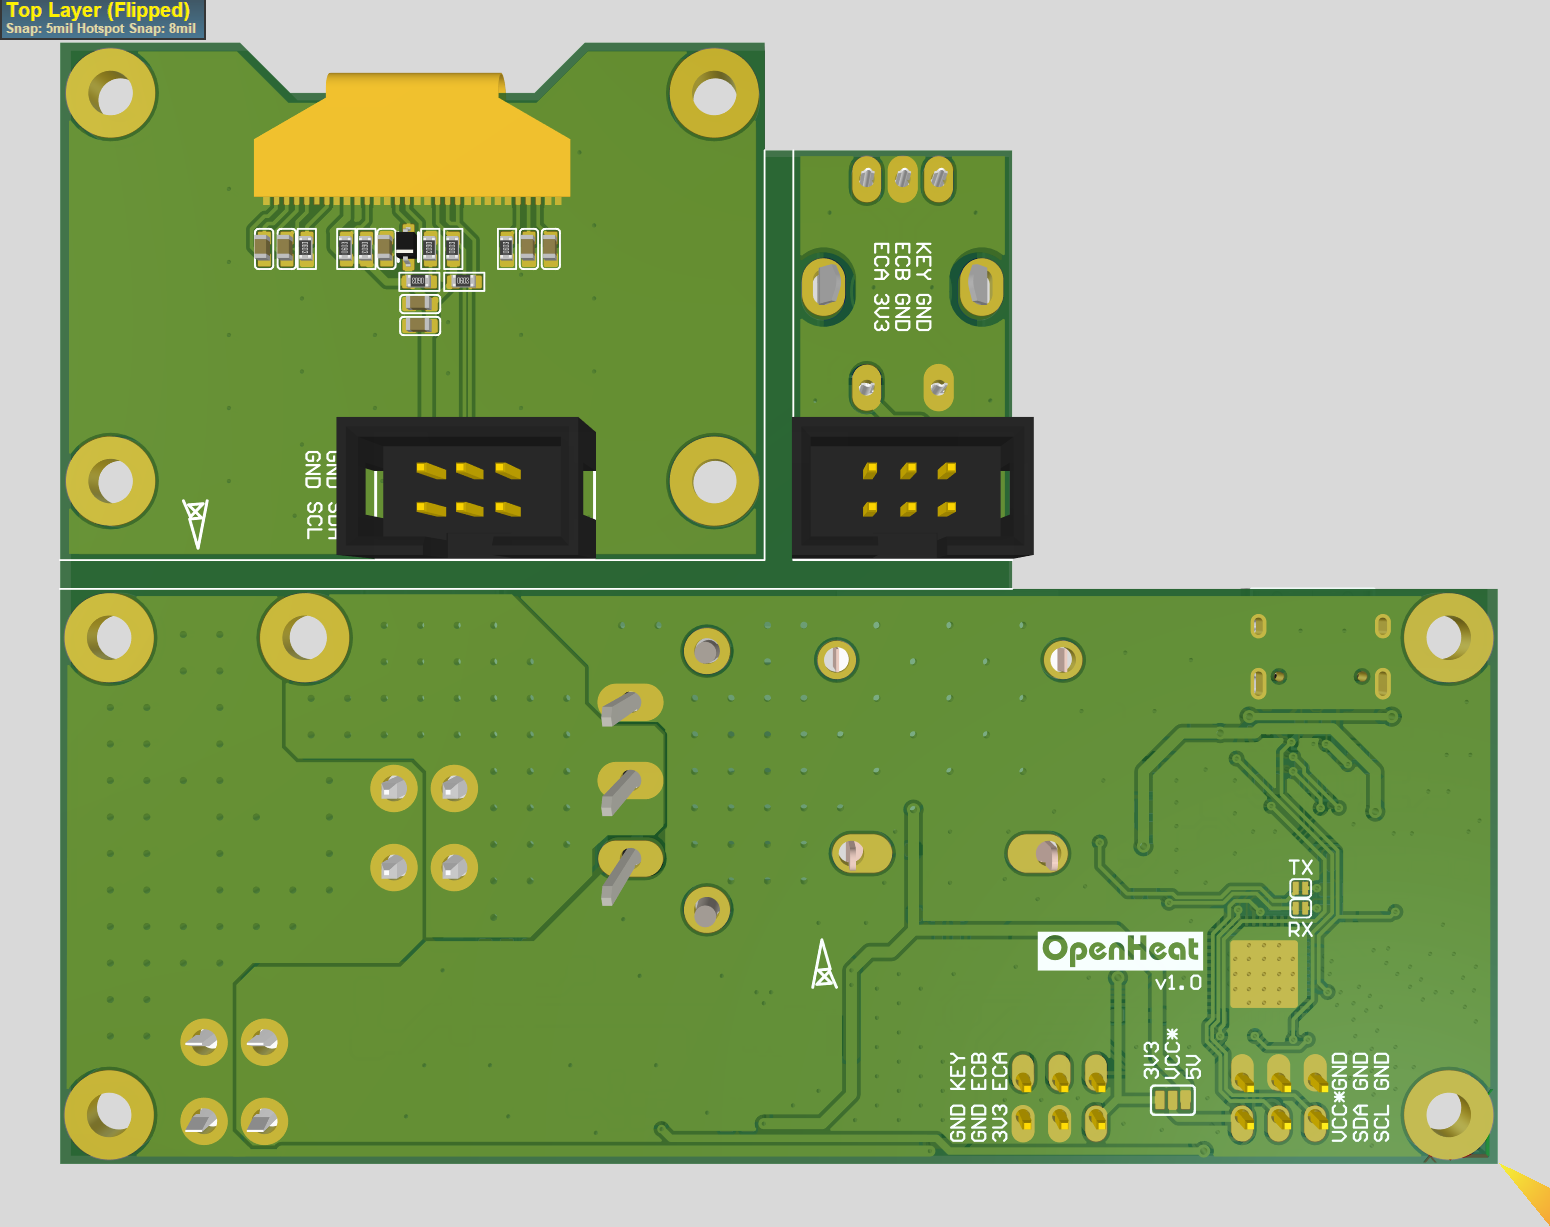 Top Layer (Flipped)
Snap: 5mil Hotspot Snap: 8mil
KEY GND
ECB GND
ECA 3V3
GND
GND SCL
TX
RX
OpenHeat
v1.0
GND KEY
GND ECB
3V3 ECA
3V3
VCC*
5V
VCC*GND
SDA GND
SCL GND